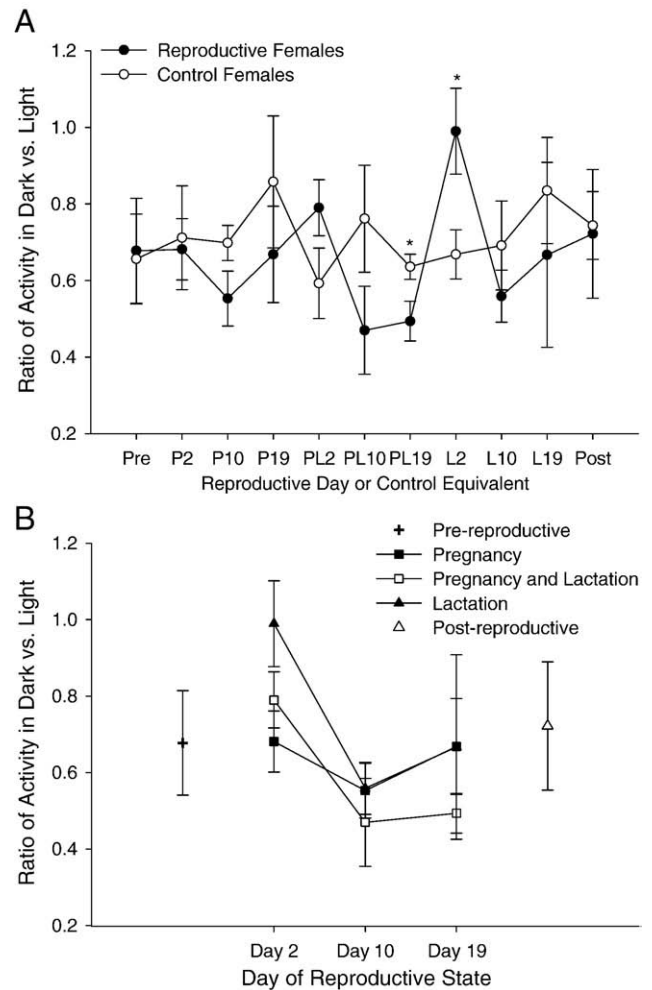 A
1.2
Reproductive Females
Control Females
*
1.0
0.8
*
0.6
0.4
0.2
Ratio of Activity in Dark vs. Light
Pre P2 P10 P19 PL2 PL10 PL19 L2 L10 L19 Post
Reproductive Day or Control Equivalent
B
1.2
Pre-reproductive
Pregnancy
Pregnancy and Lactation
Lactation
Post-reproductive
1.0
0.8
0.6
0.4
0.2
Ratio of Activity in Dark vs. Light
Day 2 Day 10 Day 19
Day of Reproductive State